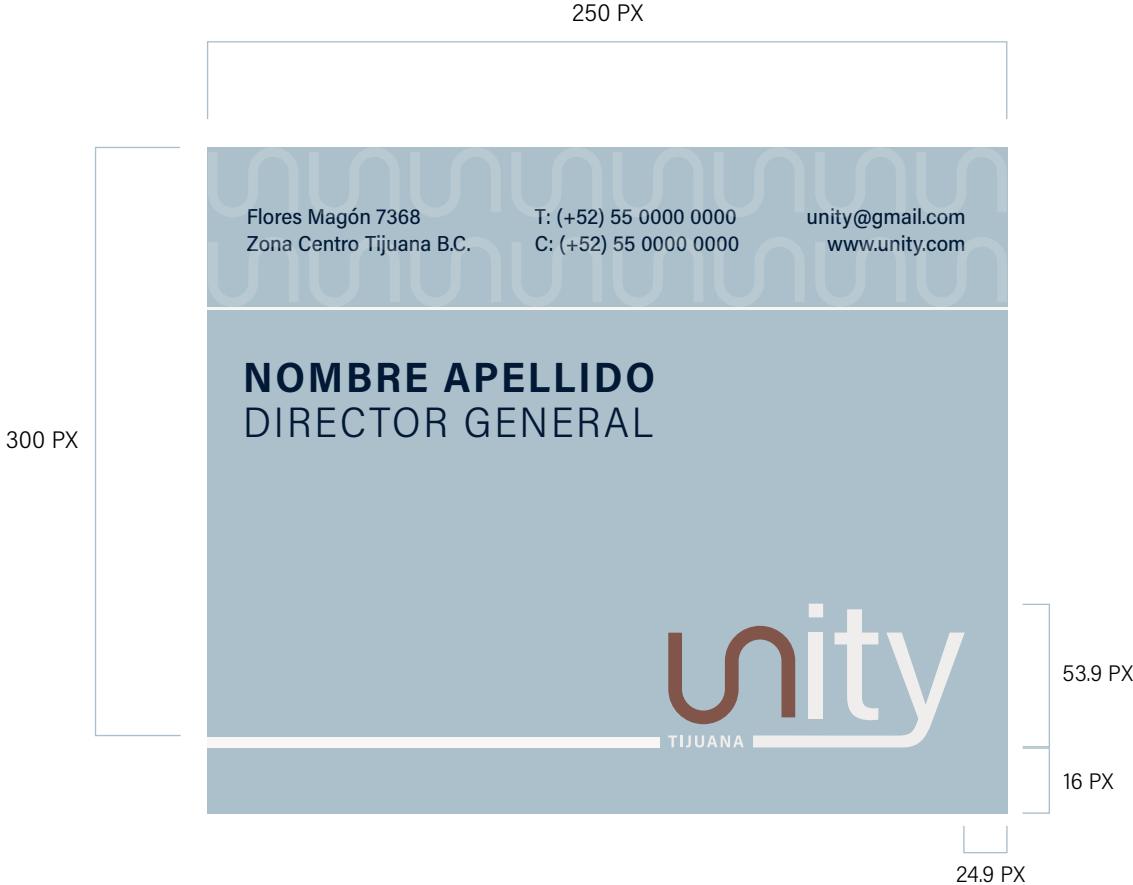 250 PX
Flores Magón 7368
Zona Centro Tijuana B.C.
T: (+52) 55 0000 0000
C: (+52) 55 0000 0000
unity@gmail.com
www.unity.com
NOMBRE APELLIDO
DIRECTOR GENERAL
300 PX
unity
TIJUANA
53.9 PX
16 PX
24.9 PX